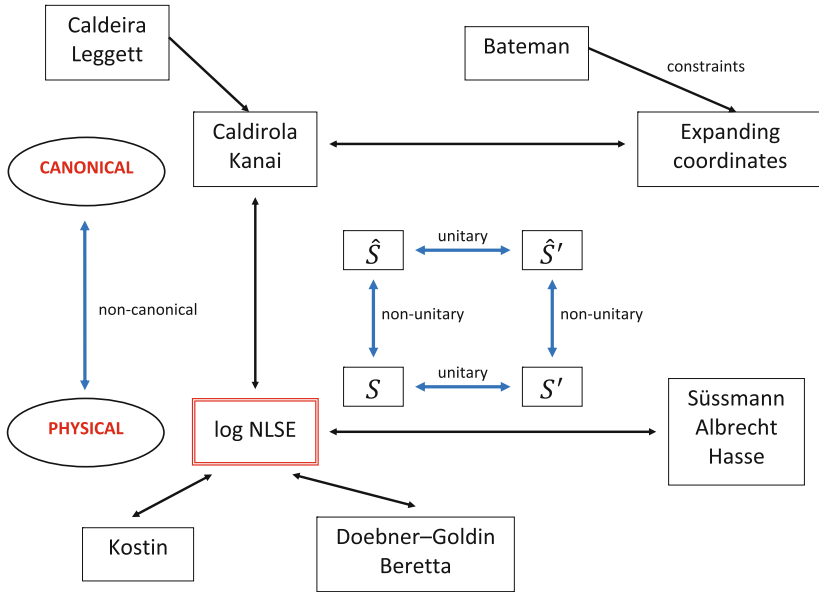 Caldeira
Leggett
Bateman
constraints
Caldirola
Kanai
Expanding
coordinates
CANONICAL
unitary
Ŝ
Ŝ′
non-canonical
non-unitary
non-unitary
unitary
S
S′
PHYSICAL
log NLSE
Süssmann
Albrecht
Hasse
Kostin
Doebner–Goldin
Beretta